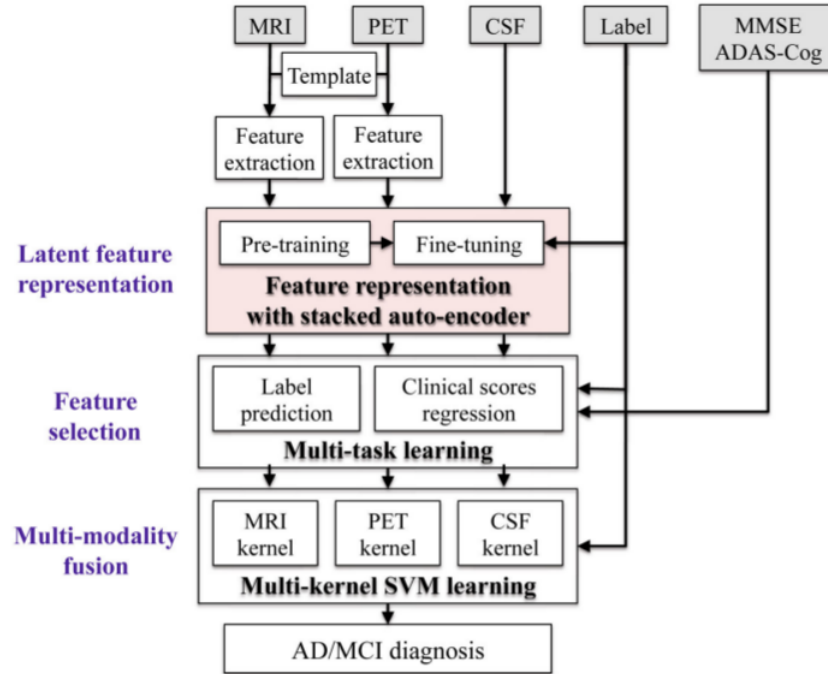 MRI
PET
CSF
Label
MMSE
ADAS-Cog
Template
Feature
extraction
Feature
extraction
Latent feature
representation
Pre-training
Fine-tuning
Feature representation
with stacked auto-encoder
Feature
selection
Label
prediction
Clinical scores
regression
Multi-task learning
Multi-modality
fusion
MRI
kernel
PET
kernel
CSF
kernel
Multi-kernel SVM learning
AD/MCI diagnosis